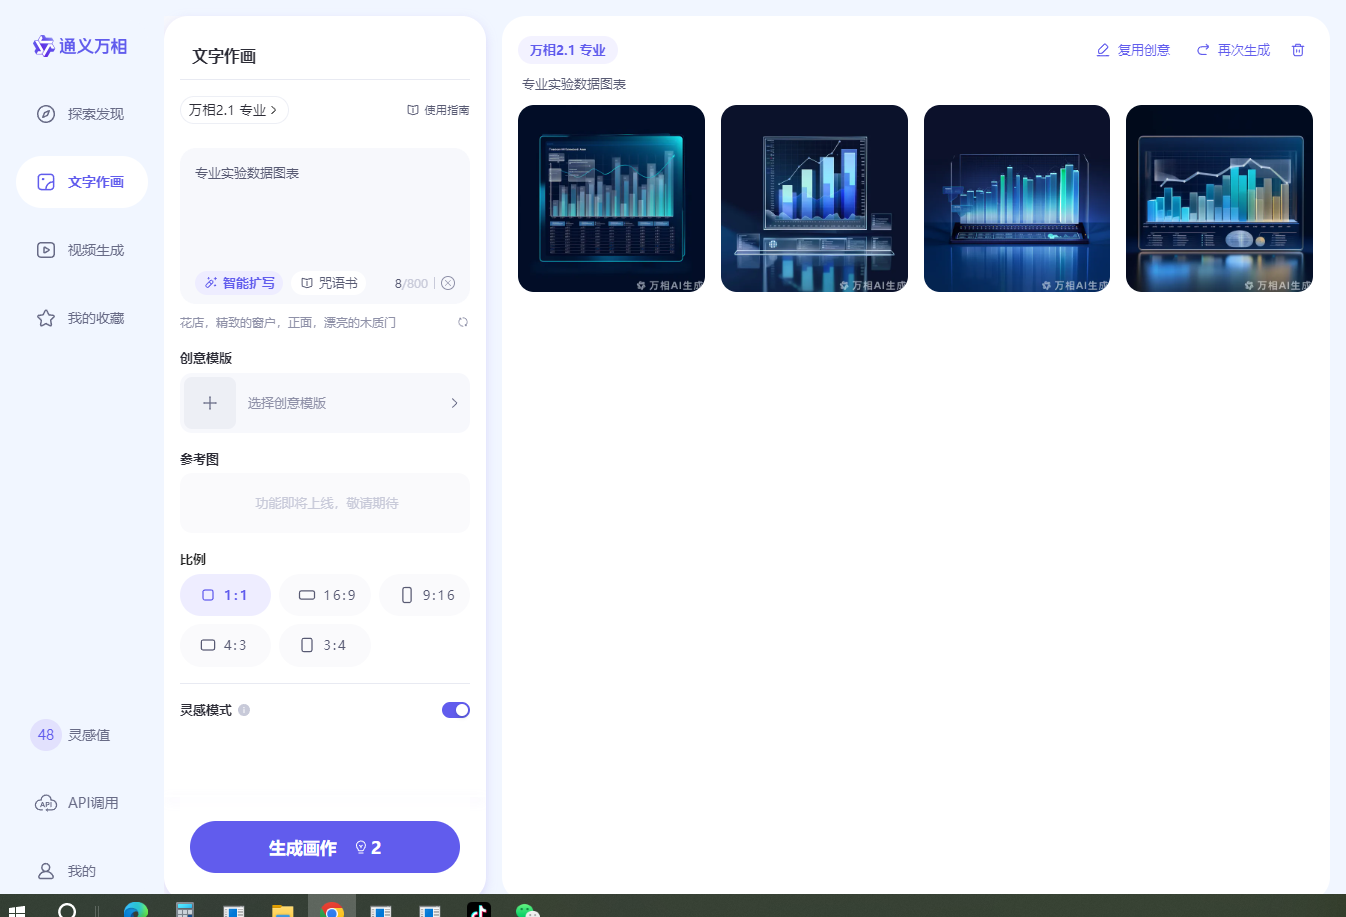 通义万相
探索发现
文字作画
视频生成
我的收藏
48 灵感值
API调用
我的
文字作画
万相2.1 专业
使用指南
专业实验数据图表
智能扩写
咒语书
8/800
花店，精致的窗户，正面，漂亮的木质门
创意模版
选择创意模版
参考图
功能即将上线，敬请期待
比例
1:1
16:9
9:16
4:3
3:4
灵感模式
生成画作 2
万相2.1 专业
复用创意
再次生成
专业实验数据图表
万相AI生成
万相AI生成
万相AI生成
万相AI生成